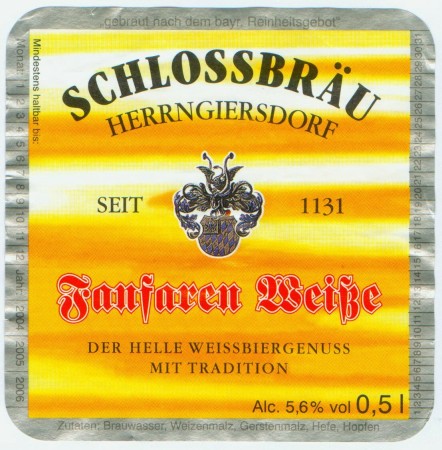 „gebraut nach dem bayr. Reinheitsgebot"
SCHLOSSBRÄU
HERRNGIERSDORF
SEIT 1131
Fanfaren Weiße
DER HELLE WEISSBIERGENUSS
MIT TRADITION
Alc. 5,6% vol 0,5 l
Zutaten: Brauwasser, Weizenmalz, Gerstenmalz, Hefe, Hopfen
Mindestens haltbar bis:
Monat: 1 2 3 4 5 6 7 8 9 10 11 12 Jahr: 2004 2005 2006